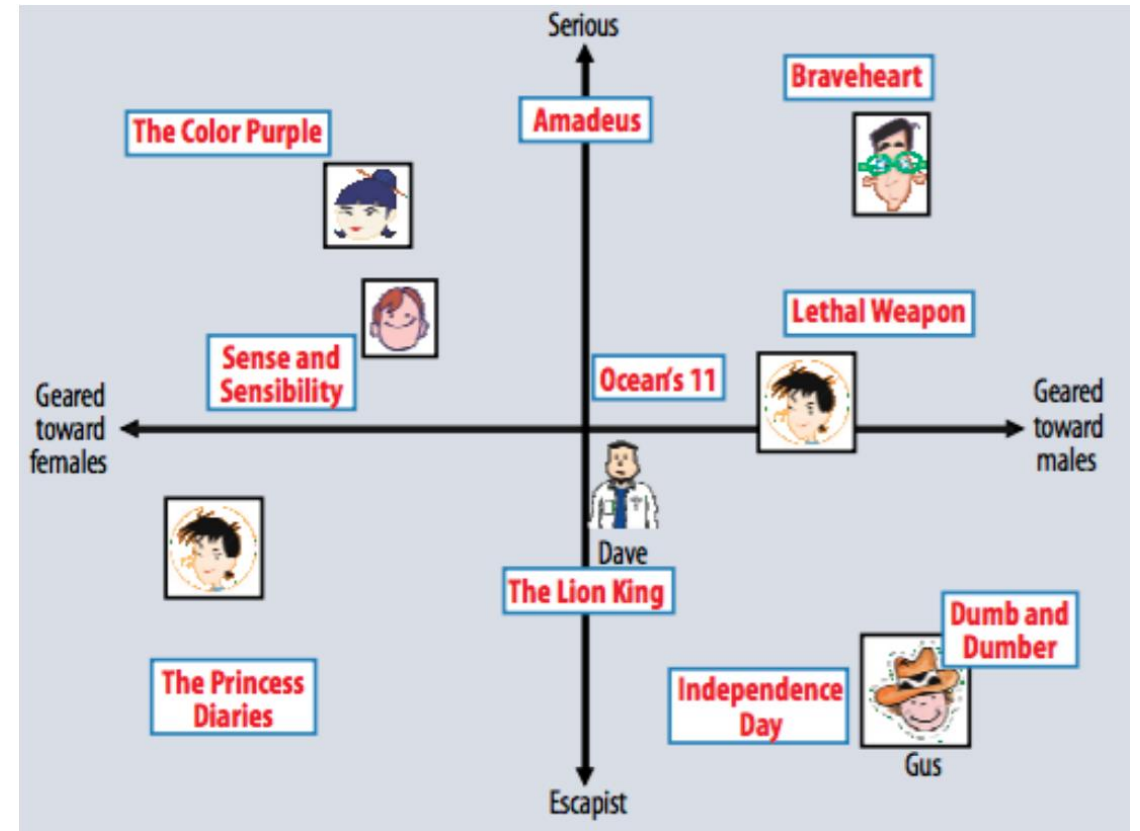 Serious
Braveheart
Amadeus
The Color Purple
Lethal Weapon
Sense and
Sensibility
Ocean's 11
Geared
toward
females
Geared
toward
males
Dave
The Lion King
Dumb and
Dumber
The Princess
Diaries
Independence
Day
Gus
Escapist